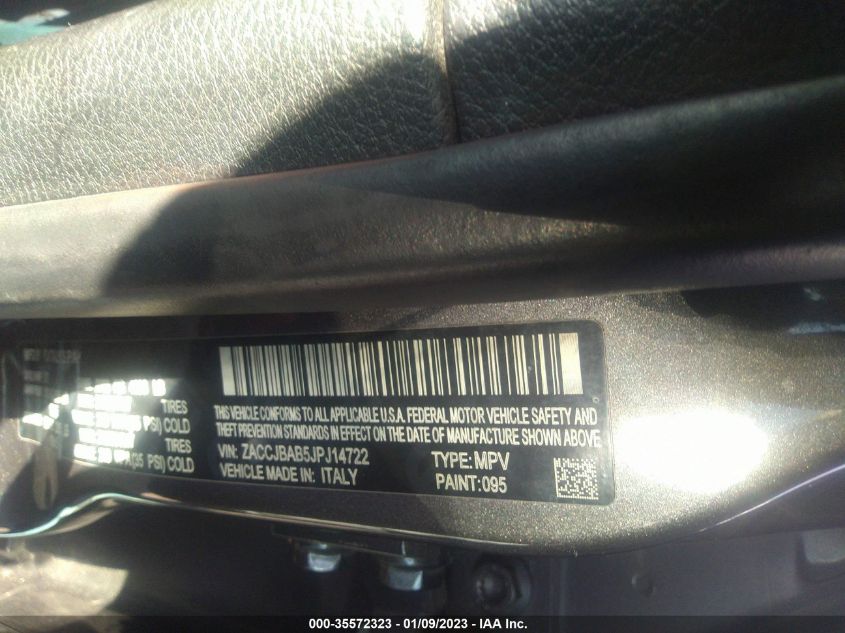 THIS VEHICLE CONFORMS TO ALL APPLICABLE U.S.A. FEDERAL MOTOR VEHICLE SAFETY AND
THEFT PREVENTION STANDARDS IN EFFECT ON THE DATE OF MANUFACTURE SHOWN ABOVE.
VIN: ZACCJBAB5JPJ14722 TYPE: MPV
VEHICLE MADE IN: ITALY PAINT: 095
TIRES
PSI) COLD
TIRES
(35 PSI) COLD
000-35572323 - 01/09/2023 - IAA Inc.